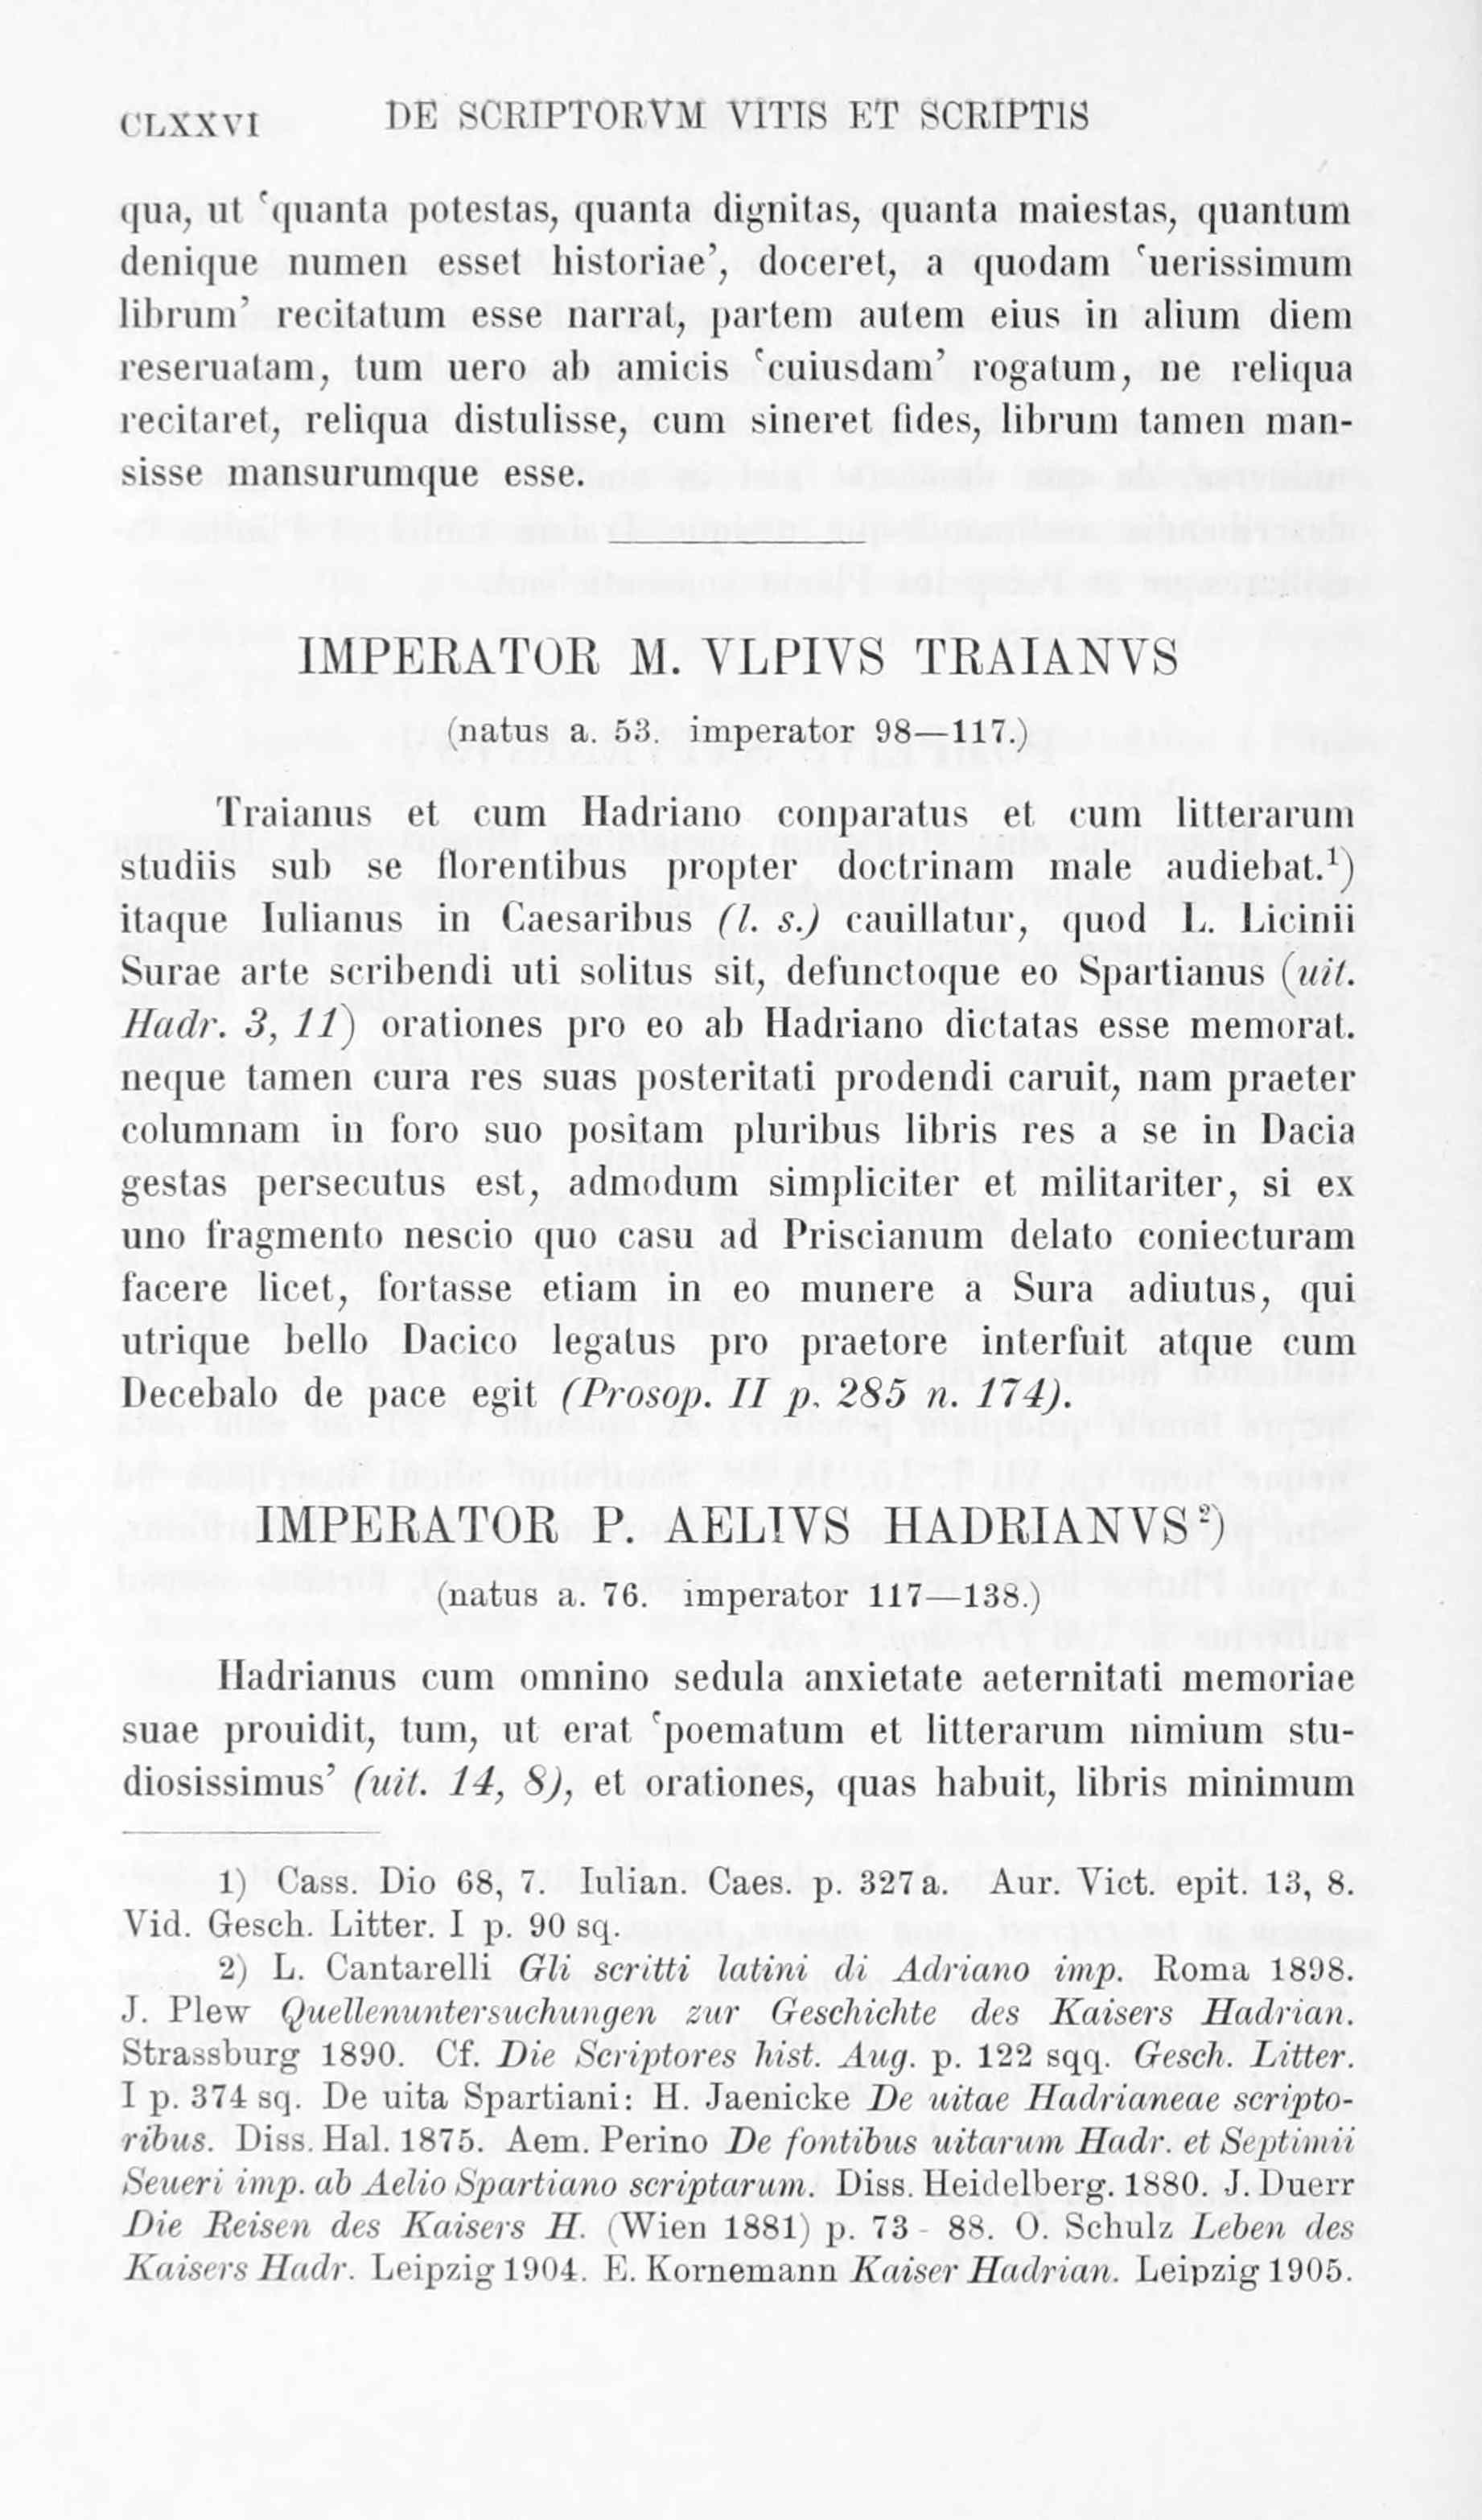 CLXXVI DE SCRIPTORVM VITIS ET SCRIPTIS
qua, ut ‘quanta potestas, quanta dignitas, quanta maiestas, quantum
denique numen esset historiae’, doceret, a quodam ‘uerissimum
librum’ recitatum esse narrat, partem autem eius in alium diem
reseruatam, tum uero ab amicis ‘cuiusdam’ rogatum, ne reliqua
recitaret, reliqua distulisse, cum sineret fides, librum tamen man-
sisse mansurumque esse.
IMPERATOR M. VLPIVS TRAIANVS
(natus a. 53. imperator 98—117.)
Traianus et cum Hadriano conparatus et cum litterarum
studiis sub se florentibus propter doctrinam male audiebat.¹)
itaque Iulianus in Caesaribus (l. s.) cauillatur, quod L. Licinii
Surae arte scribendi uti solitus sit, defunctoque eo Spartianus (uit.
Hadr. 3, 11) orationes pro eo ab Hadriano dictatas esse memorat.
neque tamen cura res suas posteritati prodendi caruit, nam praeter
columnam in foro suo positam pluribus libris res a se in Dacia
gestas persecutus est, admodum simpliciter et militariter, si ex
uno fragmento nescio quo casu ad Priscianum delato coniecturam
facere licet, fortasse etiam in eo munere a Sura adiutus, qui
utrique bello Dacico legatus pro praetore interfuit atque cum
Decebalo de pace egit (Prosop. II p. 285 n. 174).
IMPERATOR P. AELIVS HADRIANVS²)
(natus a. 76. imperator 117—138.)
Hadrianus cum omnino sedula anxietate aeternitati memoriae
suae prouidit, tum, ut erat ‘poematum et litterarum nimium stu-
diosissimus’ (uit. 14, 8), et orationes, quas habuit, libris minimum
1) Cass. Dio 68, 7. Iulian. Caes. p. 327a. Aur. Vict. epit. 13, 8.
Vid. Gesch. Litter. I p. 90 sq.
2) L. Cantarelli Gli scritti latini di Adriano imp. Roma 1898.
J. Plew Quellenuntersuchungen zur Geschichte des Kaisers Hadrian.
Strassburg 1890. Cf. Die Scriptores hist. Aug. p. 122 sqq. Gesch. Litter.
I p. 374 sq. De uita Spartiani: H. Jaenicke De uitae Hadrianeae scripto-
ribus. Diss. Hal. 1875. Aem. Perino De fontibus uitarum Hadr. et Septimii
Seueri imp. ab Aelio Spartiano scriptarum. Diss. Heidelberg. 1880. J. Duerr
Die Reisen des Kaisers H. (Wien 1881) p. 73 - 88. O. Schulz Leben des
Kaisers Hadr. Leipzig 1904. E. Kornemann Kaiser Hadrian. Leipzig 1905.